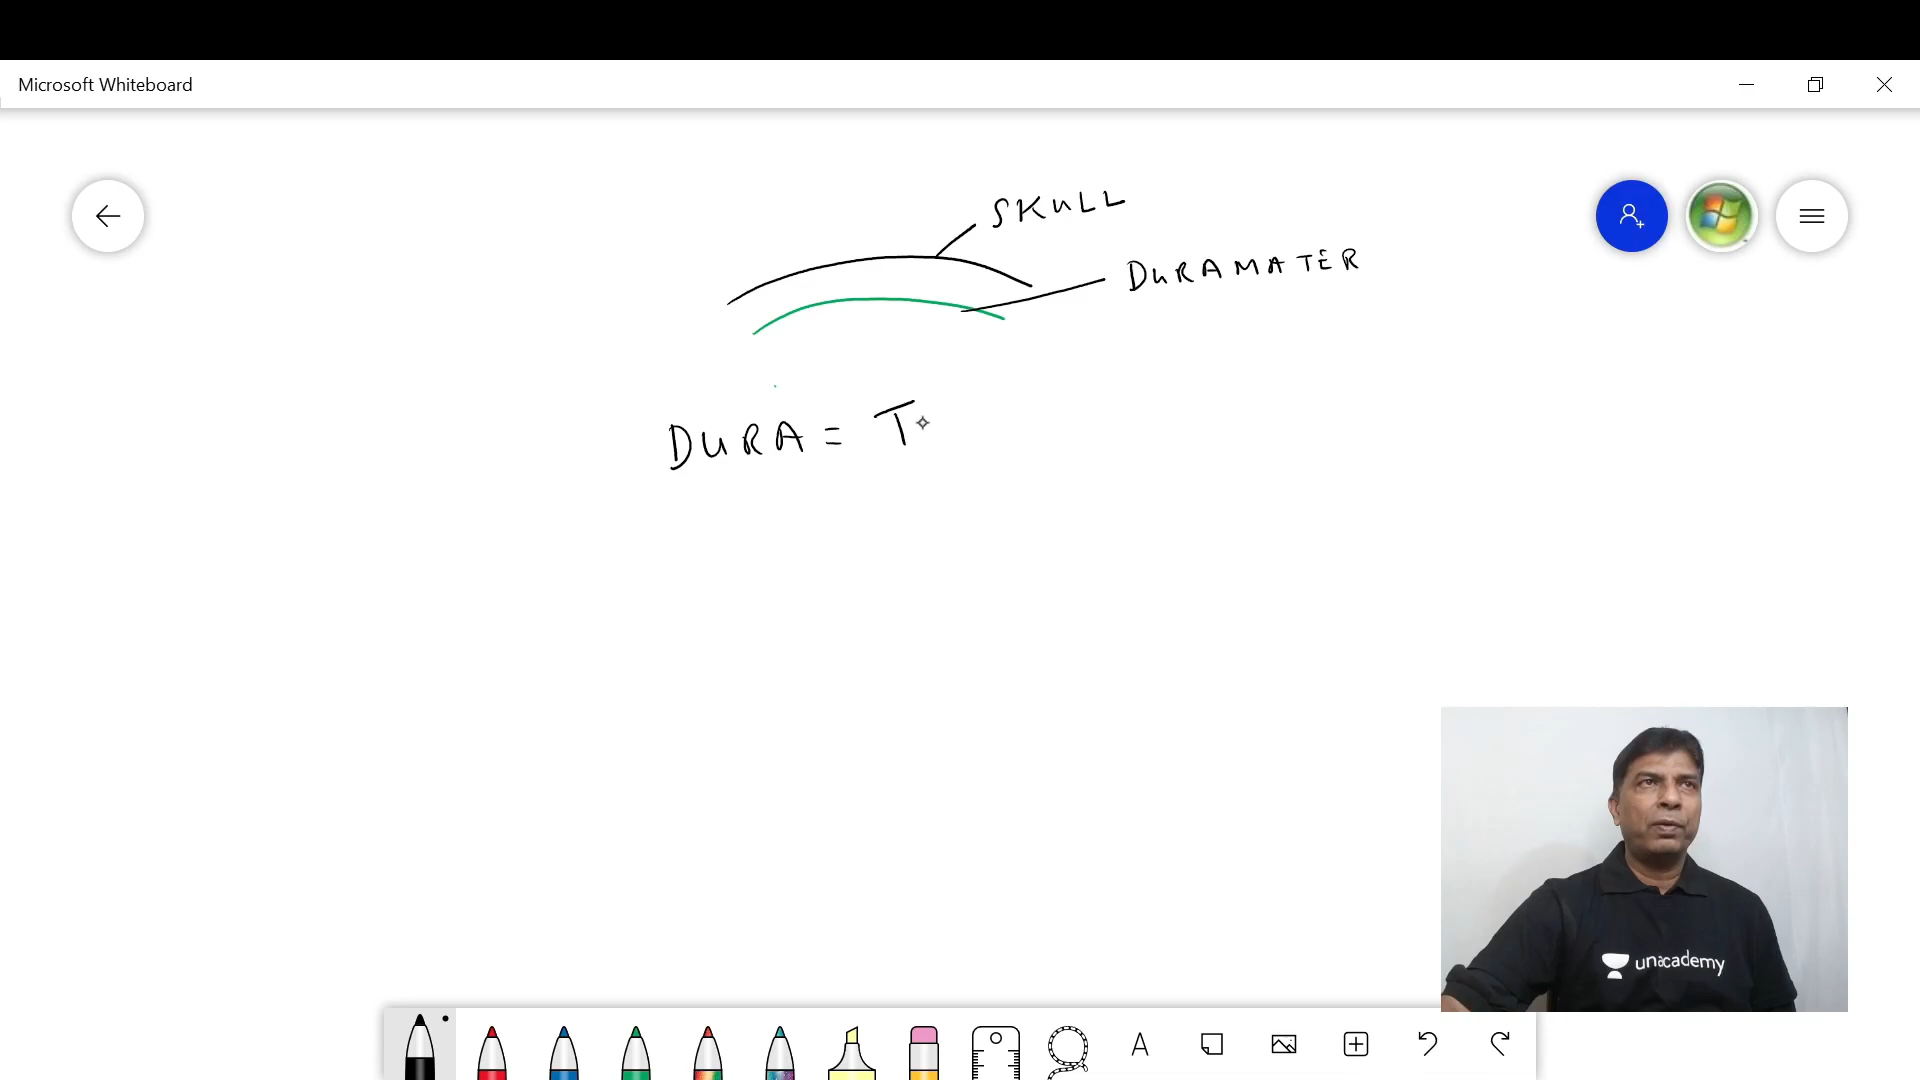 Microsoft Whiteboard
SKULL
DURAMATER
DURA = T
unacademy